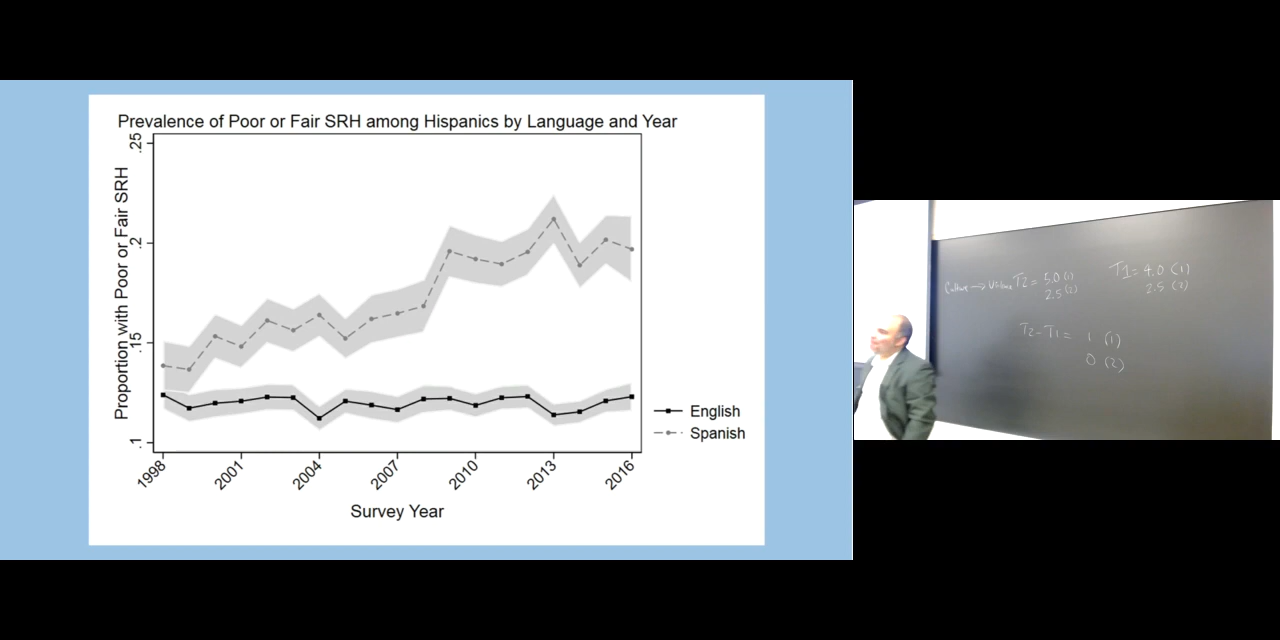 Prevalence of Poor or Fair SRH among Hispanics by Language and Year
Proportion with Poor or Fair SRH
.25
.2
.15
.1
1998
2001
2004
2007
2010
2013
2016
Survey Year
English
Spanish
Culture → T2 = 5.0 (1)
2.5 (2)
T1 = 4.0 (1)
2.5 (2)
T2 - T1 = 1 (1)
0 (2)